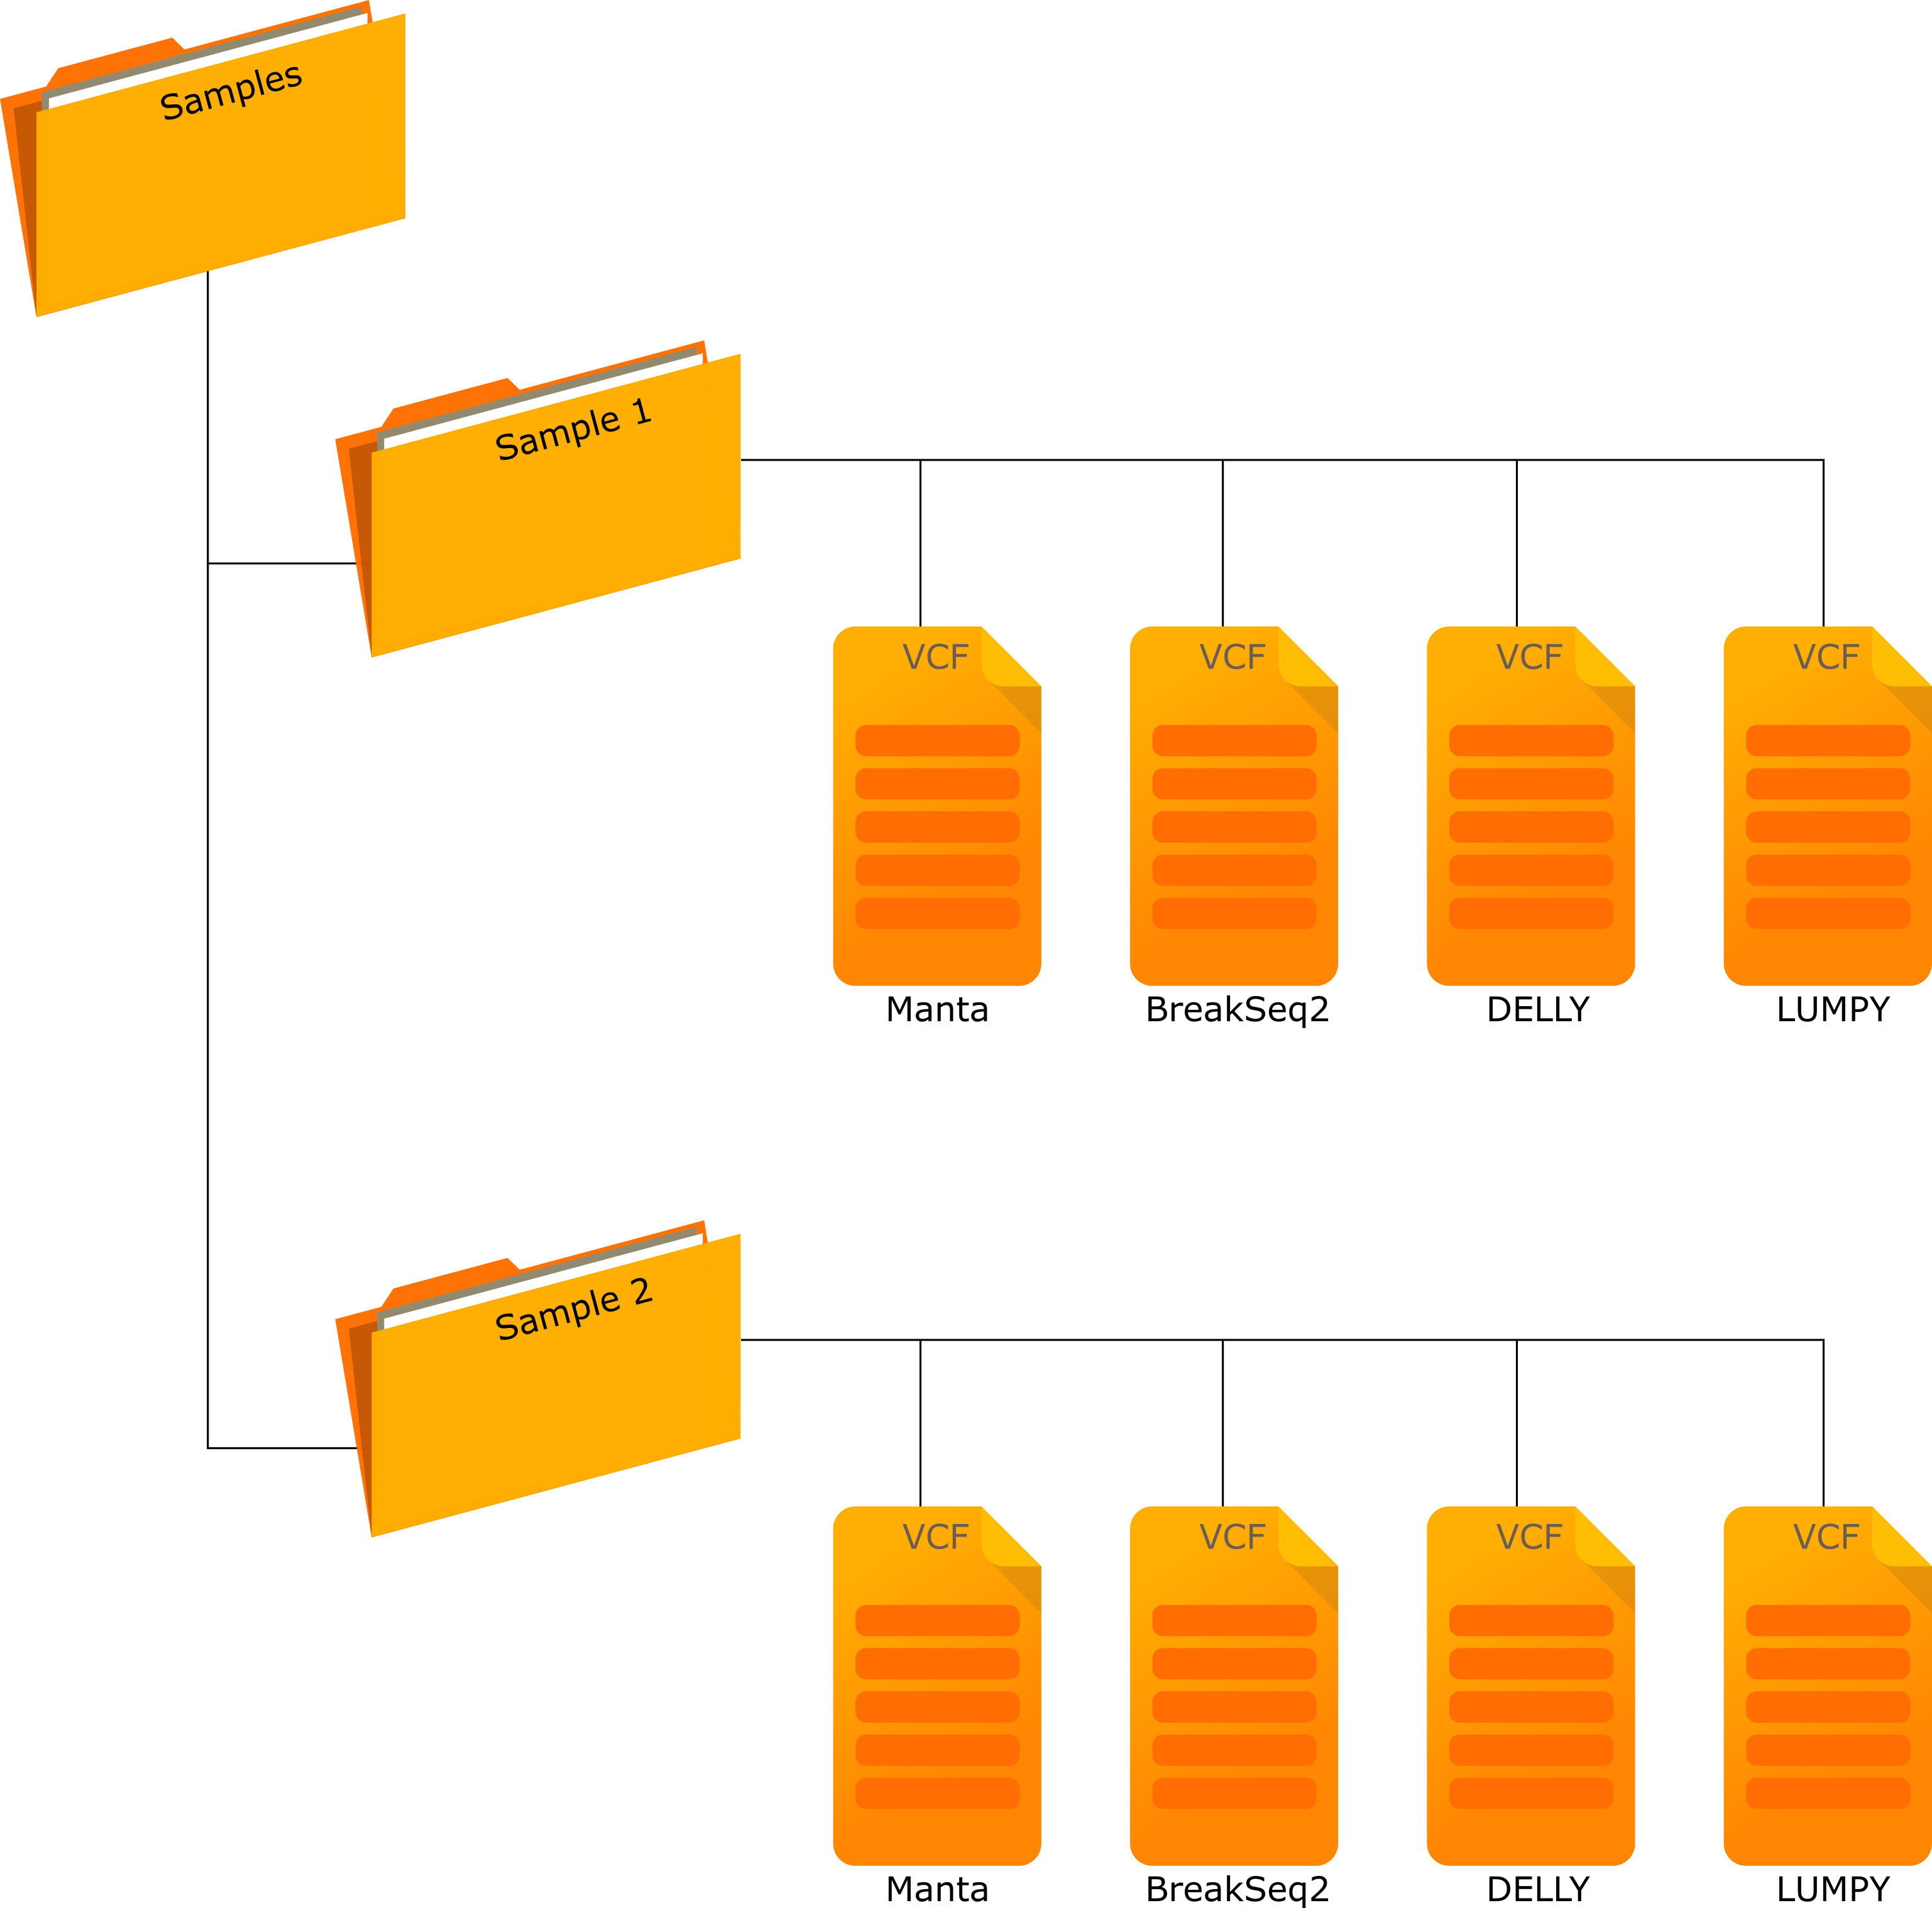 Samples
Sample 1
VCF VCF VCF VCF
Manta BreakSeq2 DELLY LUMPY
Sample 2
VCF VCF VCF VCF
Manta BreakSeq2 DELLY LUMPY